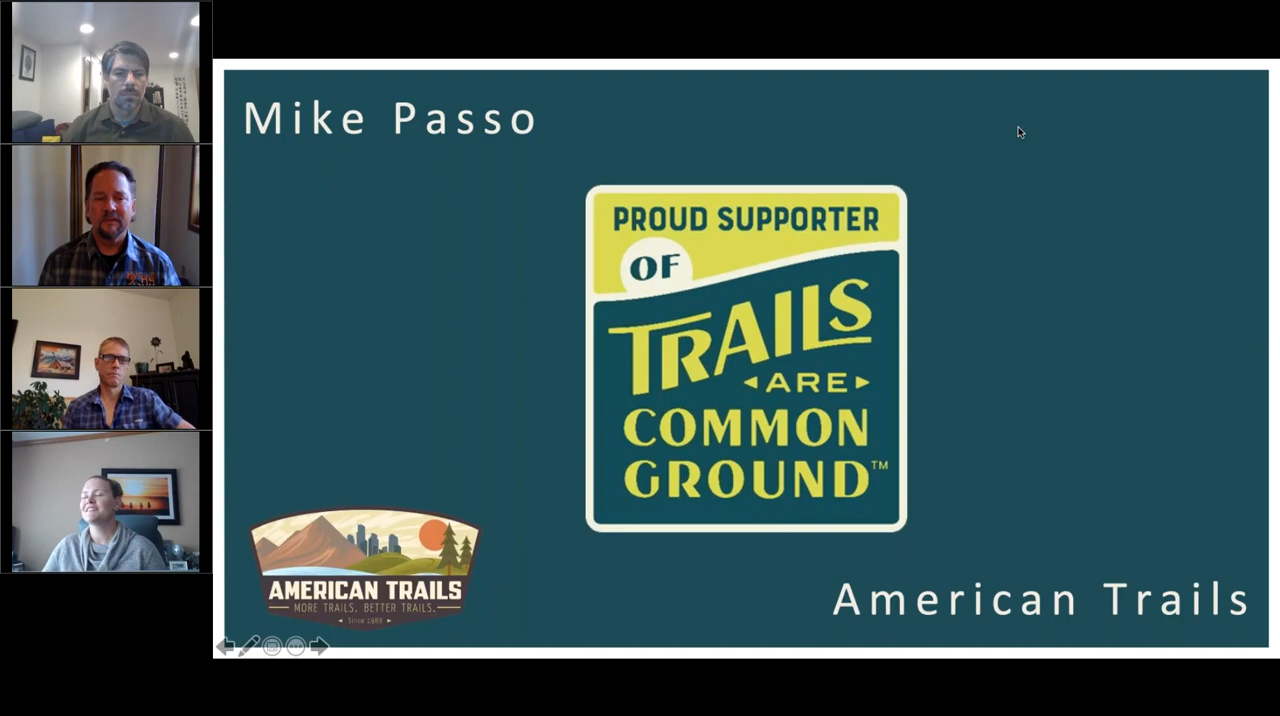 Mike Passo
PROUD SUPPORTER
OF
TRAILS
ARE
COMMON
GROUND™
AMERICAN TRAILS
MORE TRAILS. BETTER TRAILS.
Since 1988
American Trails